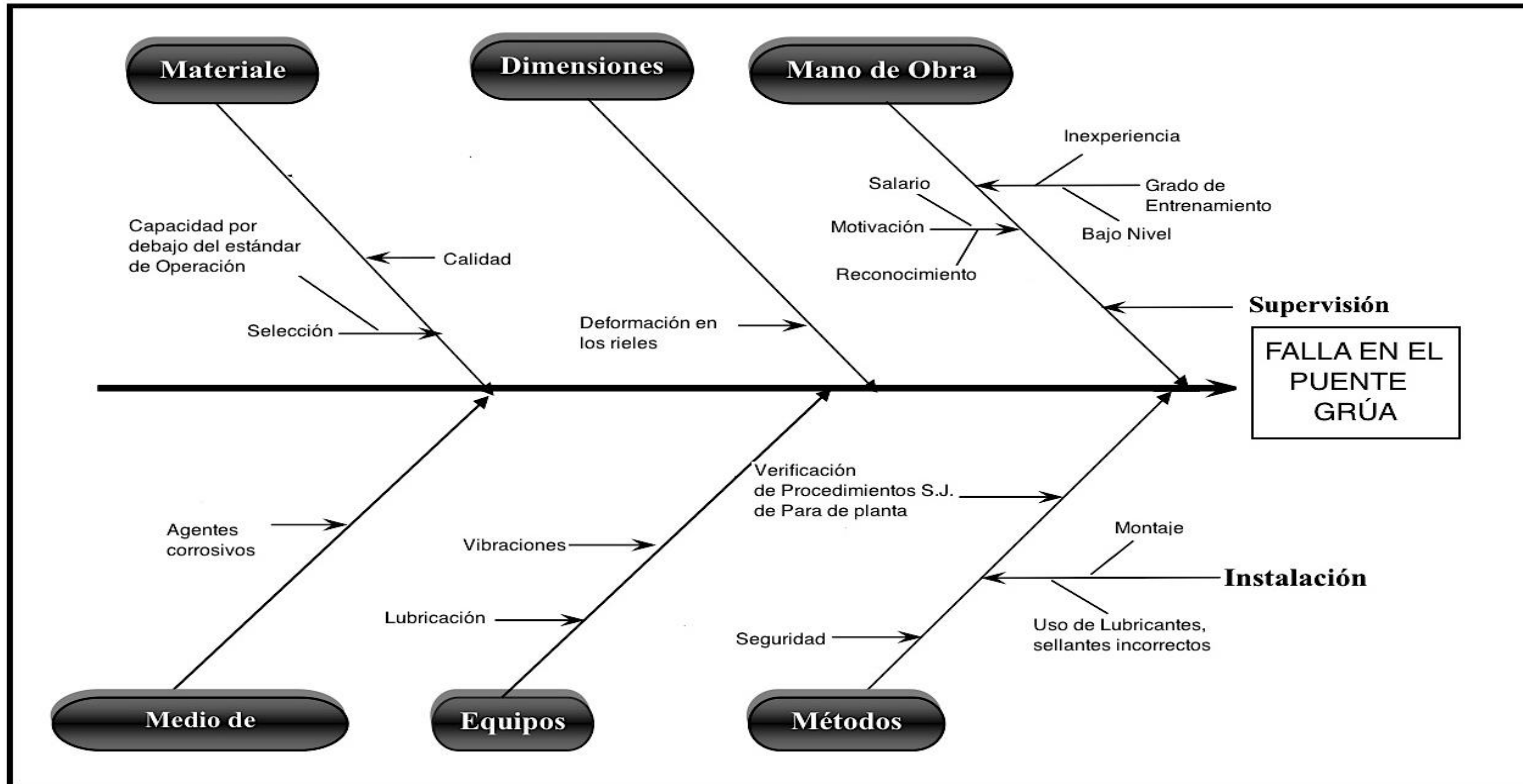 Materiale
Dimensiones
Mano de Obra
Inexperiencia
Salario
Grado de
Entrenamiento
Motivación
Bajo Nivel
Reconocimiento
Capacidad por
debajo del estándar
de Operación
Calidad
Selección
Deformación en
los rieles
Supervisión
FALLA EN EL
PUENTE
GRÚA
Verificación
de Procedimientos S.J.
de Para de planta
Agentes
corrosivos
Vibraciones
Montaje
Instalación
Lubricación
Seguridad
Uso de Lubricantes,
sellantes incorrectos
Medio de
Equipos
Métodos